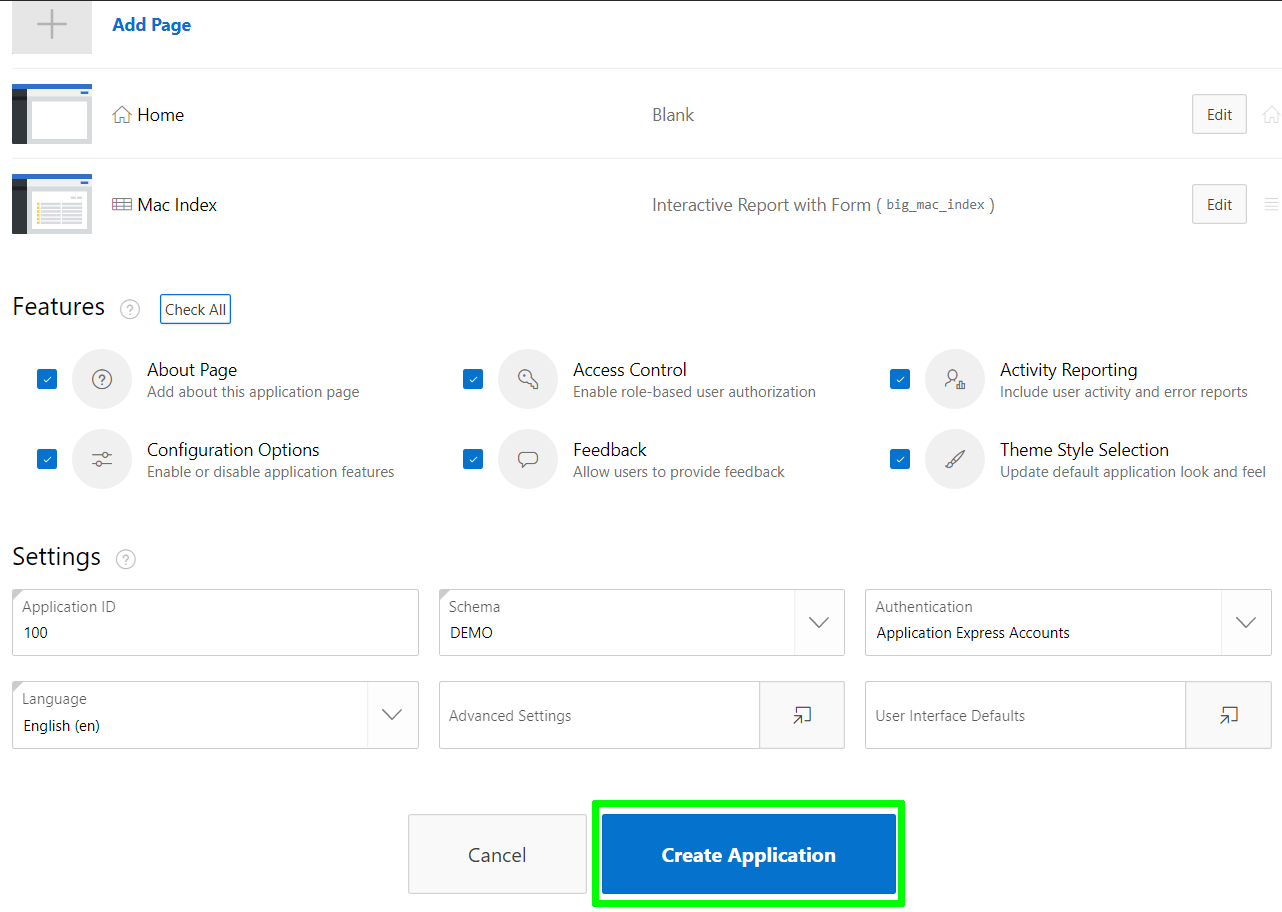 Add Page
Home Blank Edit
Mac Index Interactive Report with Form ( big_mac_index ) Edit
Features ? Check All
? About Page
Add about this application page
Access Control
Enable role-based user authorization
Activity Reporting
Include user activity and error reports
Configuration Options
Enable or disable application features
Feedback
Allow users to provide feedback
Theme Style Selection
Update default application look and feel
Settings ?
Application ID
100
Schema
DEMO
Authentication
Application Express Accounts
Language
English (en)
Advanced Settings
User Interface Defaults
Cancel
Create Application